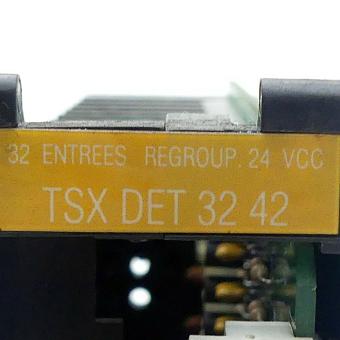 32 ENTREES REGROUP. 24 VCC
TSX DET 32 42